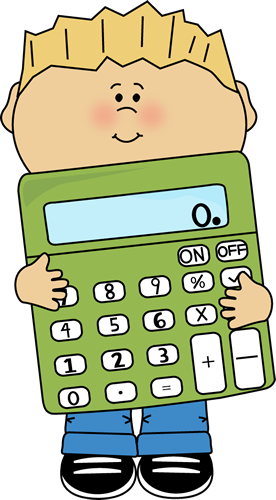 0.
ON OFF
8 9 %
4 5 6 X
1 2 3 +
0 . = —